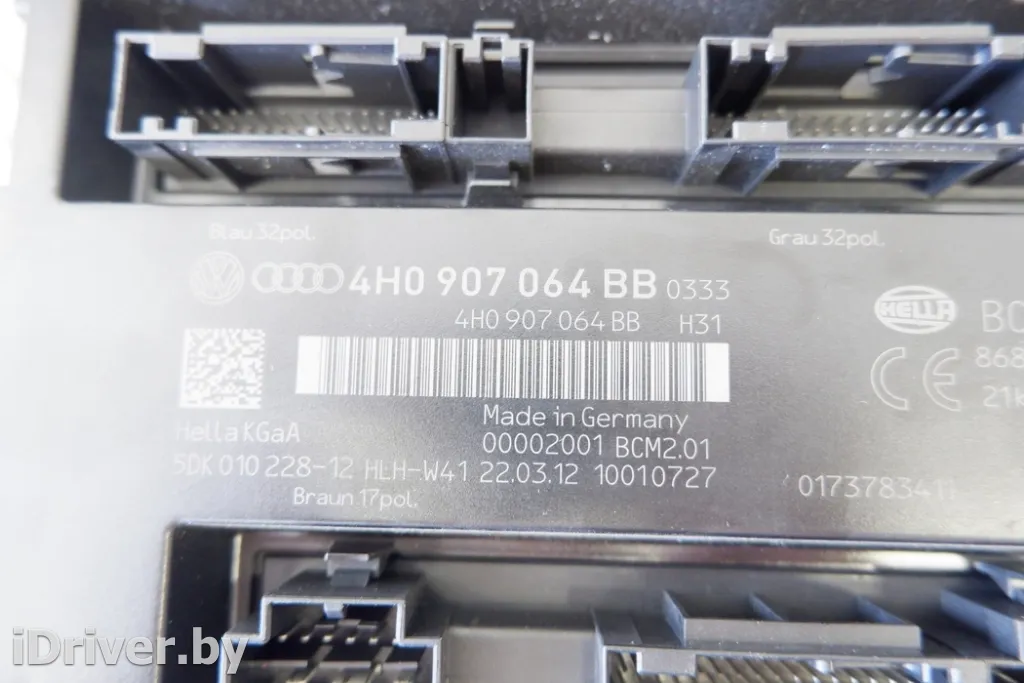 Blau 32pol.
Grau 32pol.
4H0 907 064 BB 0333
4H0 907 064 BB H31
HELLA
Made in Germany
Hella KGaA
00002001 BCM2.01
5DK 010 228-12 HLH-W41 22.03.12 10010727
Braun 17pol.
iDriver.by